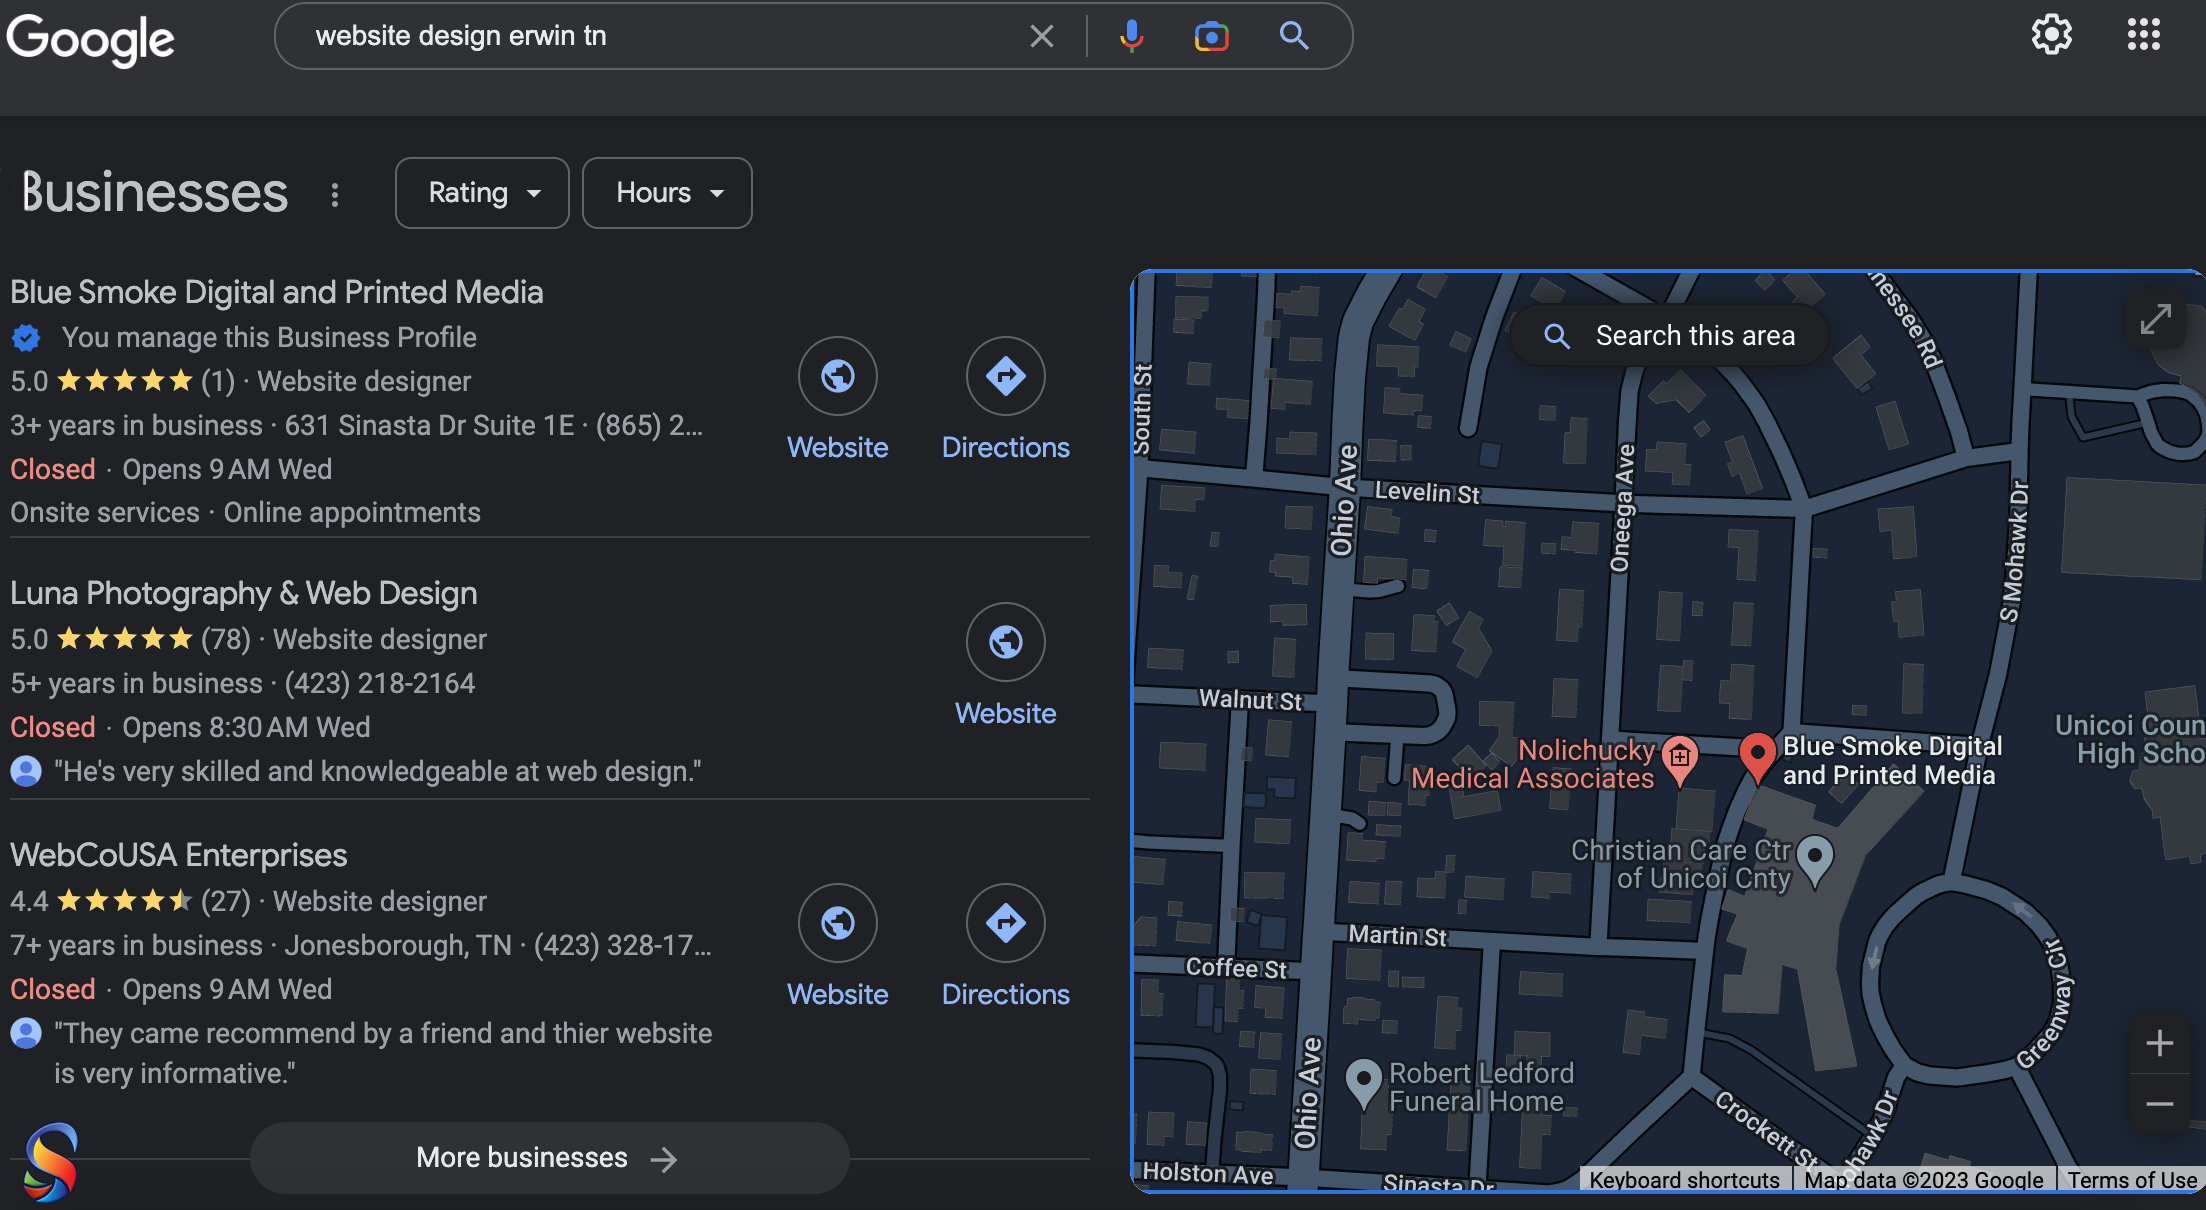 Google
website design erwin tn
Businesses
Rating
Hours
Blue Smoke Digital and Printed Media
You manage this Business Profile
5.0 (1) · Website designer
3+ years in business · 631 Sinasta Dr Suite 1E · (865) 2...
Closed · Opens 9 AM Wed
Onsite services · Online appointments
Website
Directions
Luna Photography & Web Design
5.0 (78) · Website designer
5+ years in business · (423) 218-2164
Closed · Opens 8:30 AM Wed
"He's very skilled and knowledgeable at web design."
Website
WebCoUSA Enterprises
4.4 (27) · Website designer
7+ years in business · Jonesborough, TN · (423) 328-17...
Closed · Opens 9 AM Wed
"They came recommend by a friend and thier website
is very informative."
Website
Directions
More businesses
Search this area
nessee Rd
South St
Ohio Ave
Levelin St
Oneega Ave
S Mohawk Dr
Walnut St
Unicoi Coun
High Scho
Nolichucky
Medical Associates
Blue Smoke Digital
and Printed Media
Christian Care Ctr
of Unicoi Cnty
Martin St
Coffee St
Greenway Cir
Ohio Ave
Robert Ledford
Funeral Home
Crockett St
ohawk Dr
Holston Ave
Sinasta Dr
Keyboard shortcuts
Map data ©2023 Google
Terms of Use